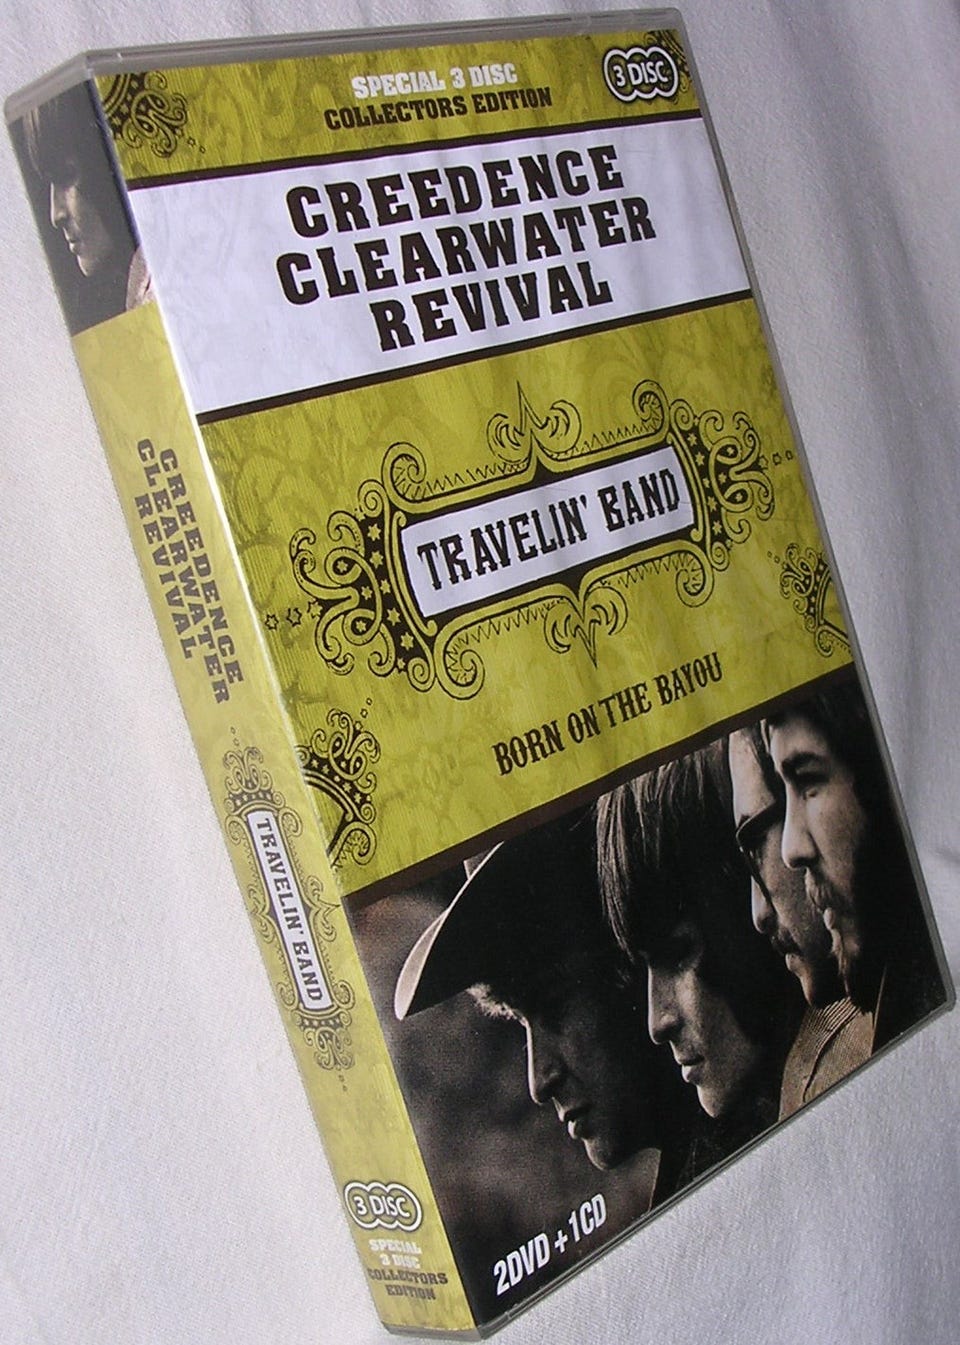 SPECIAL 3 DISC
COLLECTORS EDITION
3 DISC
CREEDENCE
CLEARWATER
REVIVAL
TRAVELIN' BAND
BORN ON THE BAYOU
2DVD + 1CD
CREEDENCE
CLEARWATER
REVIVAL
TRAVELIN' BAND
3 DISC
SPECIAL
3 DISC
COLLECTORS
EDITION